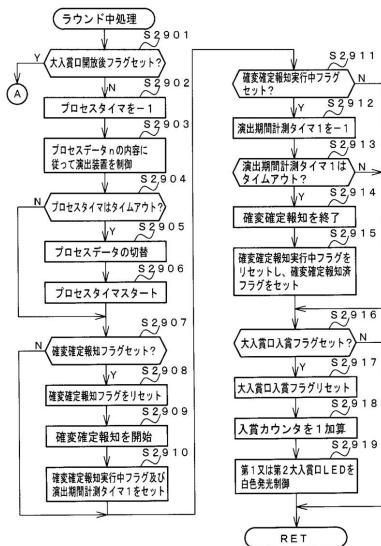 ラウンド中処理
S2901
大入賞口開放後フラグセット?
Y
N
A
S2902
プロセスタイマを-1
S2903
プロセスデータnの内容に
従って演出装置を制御
S2904
プロセスタイマはタイムアウト?
N
Y
S2905
プロセスデータの切替
S2906
プロセスタイマスタート
S2907
確変確定報知フラグセット?
N
Y
S2908
確変確定報知フラグをリセット
S2909
確変確定報知を開始
S2910
確変確定報知実行中フラグ及び
演出期間計測タイマ1をセット
S2911
確変確定報知実行中フラグ
セット?
N
Y
S2912
演出期間計測タイマ1を-1
S2913
演出期間計測タイマ1は
タイムアウト?
N
Y
S2914
確変確定報知を終了
S2915
確変確定報知実行中フラグを
リセットし、確変確定報知済
フラグをセット
S2916
大入賞口入賞フラグセット?
N
Y
S2917
大入賞口入賞フラグリセット
S2918
入賞カウンタを1加算
S2919
第1又は第2大入賞口LEDを
白色発光制御
RET